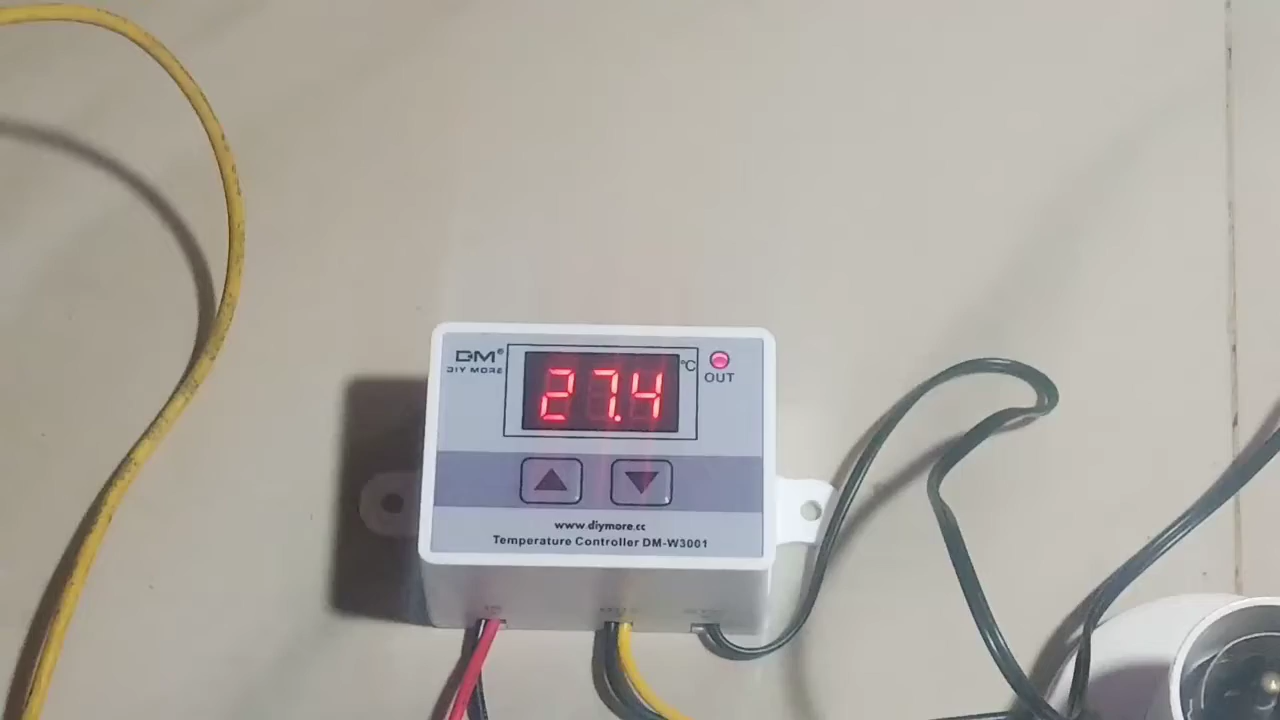 DM®
DIY MORE
27.4
°C
OUT
www.diymore.cc
Temperature Controller DM-W3001